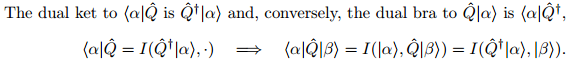 The dual ket to ⟨α|Q̂ is Q̂†|α⟩ and, conversely, the dual bra to Q̂|α⟩ is ⟨α|Q̂†,
⟨α|Q̂ = I(Q̂†|α⟩, ·) ⟹ ⟨α|Q̂|β⟩ = I(|α⟩, Q̂|β⟩) = I(Q̂†|α⟩, |β⟩).